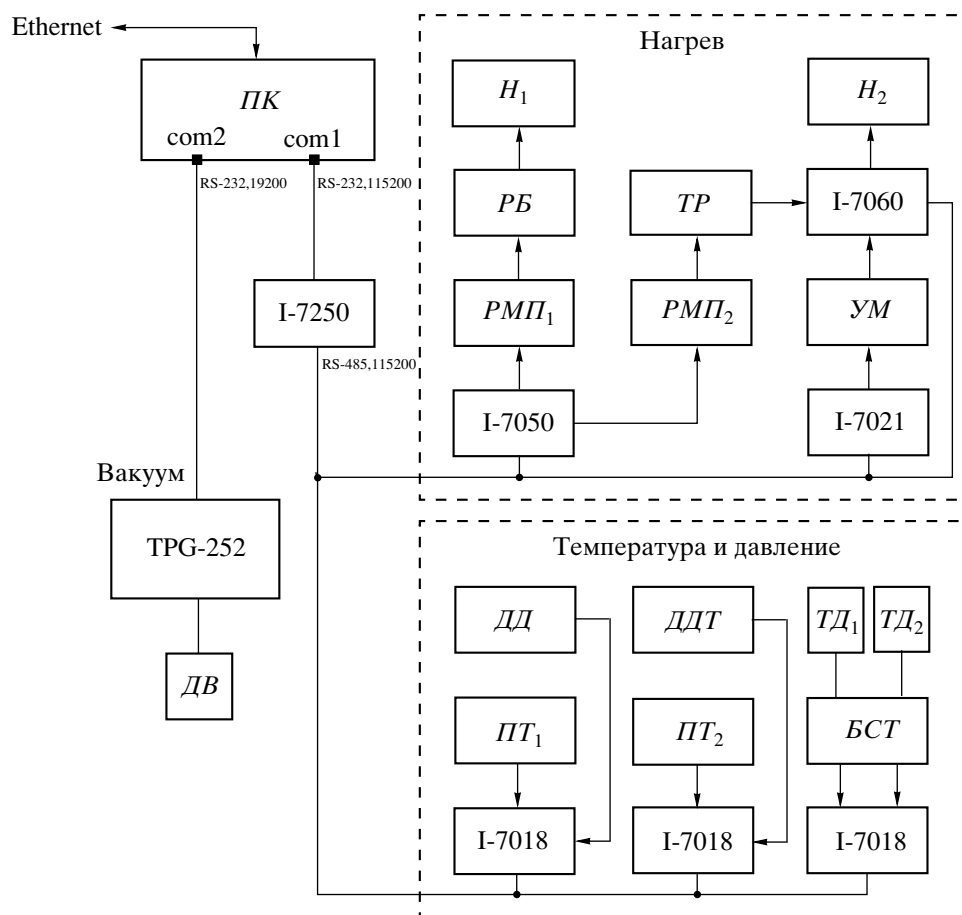 Ethernet
ПК
com2 com1
RS-232,19200
RS-232,115200
I-7250
RS-485,115200
Вакуум
TPG-252
ДВ
Нагрев
Н1 Н2
РБ ТР I-7060
РМП1 РМП2 УМ
I-7050 I-7021
Температура и давление
ДД ДДТ ТД1 ТД2
ПТ1 ПТ2 БСТ
I-7018 I-7018 I-7018